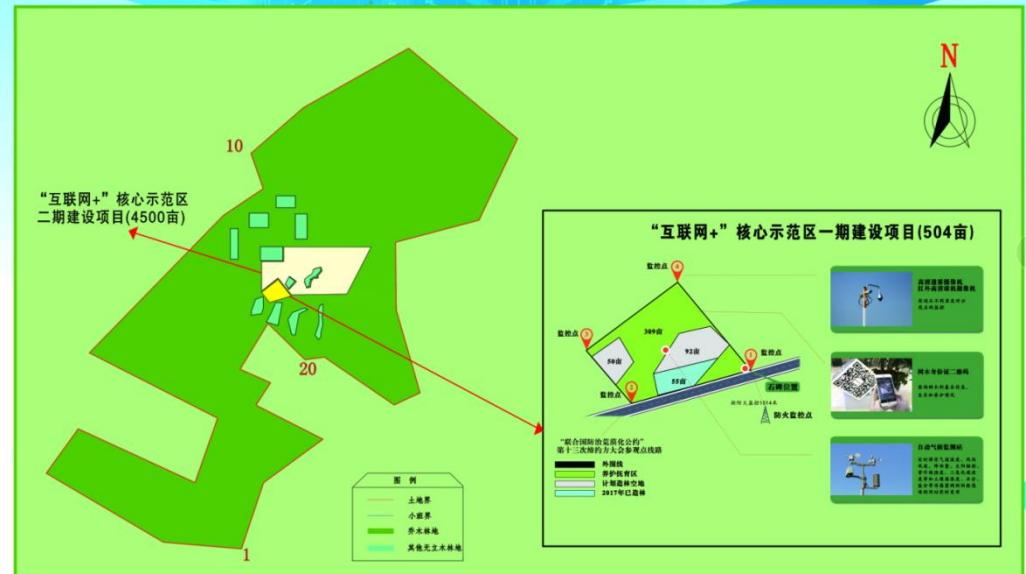 N
10
“互联网+”核心示范区
二期建设项目(4500亩)
20
1
图 例
土地界
小班界
乔木林地
其他无立木林地
“互联网+”核心示范区一期建设项目(504亩)
监控点
4
监控点
3
309亩
50亩
92亩
55亩
1
监控点
2
监控点
石碑位置
防火监控点
“联合国防治荒漠化公约”
第十三次缔约方大会参观点线路
外围线
养护抚育区
计划造林空地
2017年已造林
高清透雾摄像机
红外高清球机摄像机
树木身份证二维码
自动气候监测站